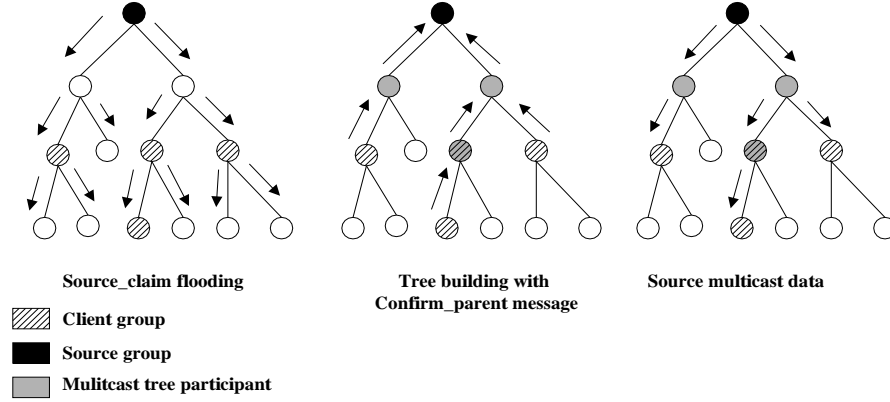 Source_claim flooding
Tree building with
Confirm_parent message
Source multicast data
Client group
Source group
Mulitcast tree participant